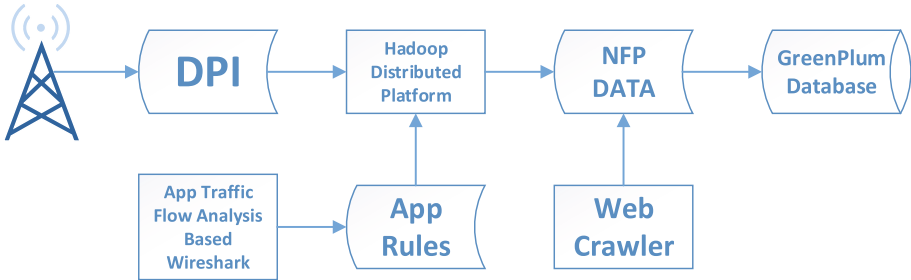 DPI
Hadoop
Distributed
Platform
NFP
DATA
GreenPlum
Database
App Traffic
Flow Analysis
Based
Wireshark
App
Rules
Web
Crawler